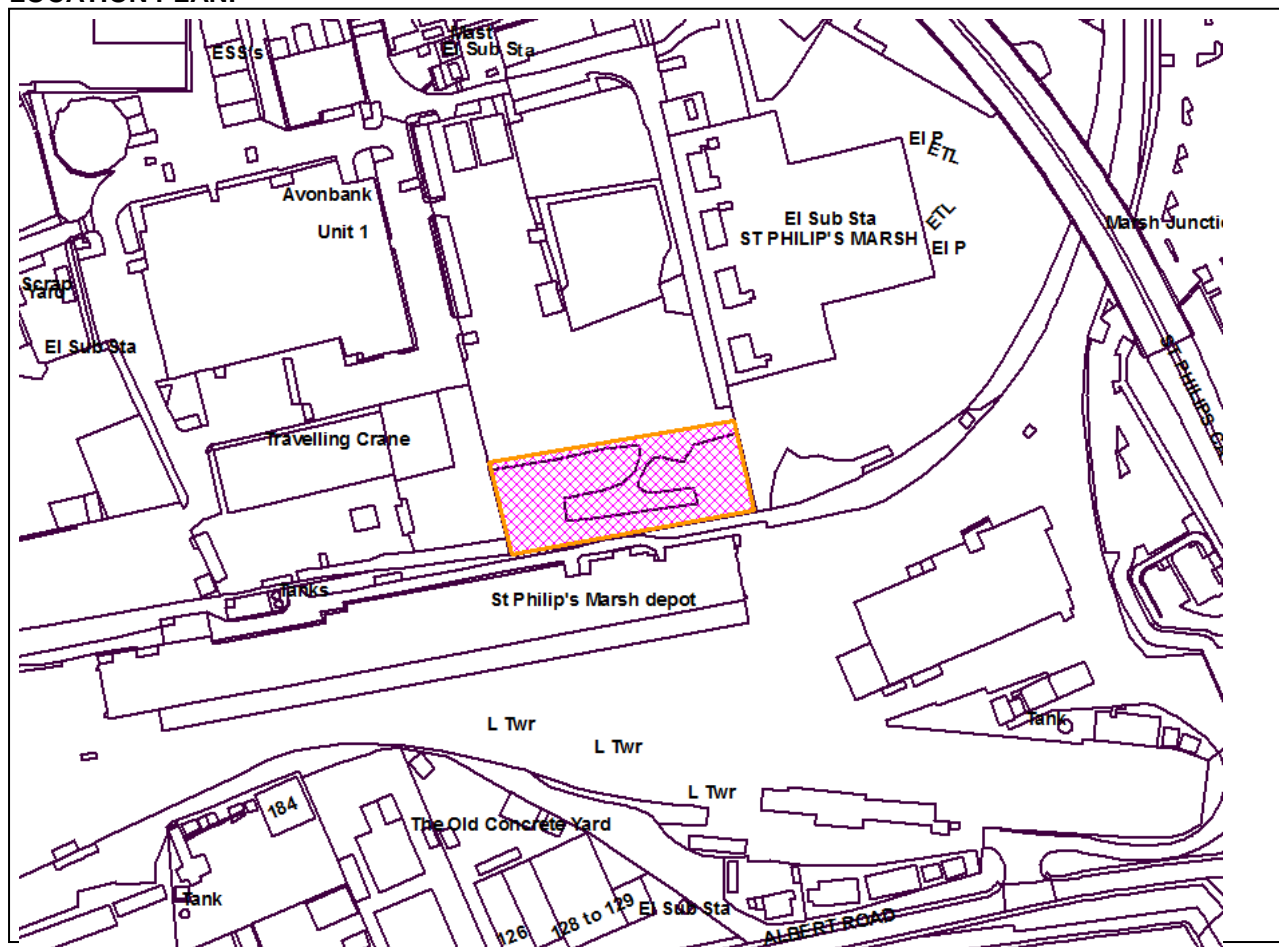 Mast
El Sub Sta
ESS's
El P
ETL
Avonbank
Unit 1
ETL
El P
El Sub Sta
ST PHILIP'S MARSH
Scrap
Yard
El Sub Sta
Travelling Crane
Tanks
St Philip's Marsh depot
L Twr
L Twr
L Twr
Tank
184
The Old Concrete Yard
Tank
126
128 to 129
El Sub Sta
ALBERT ROAD